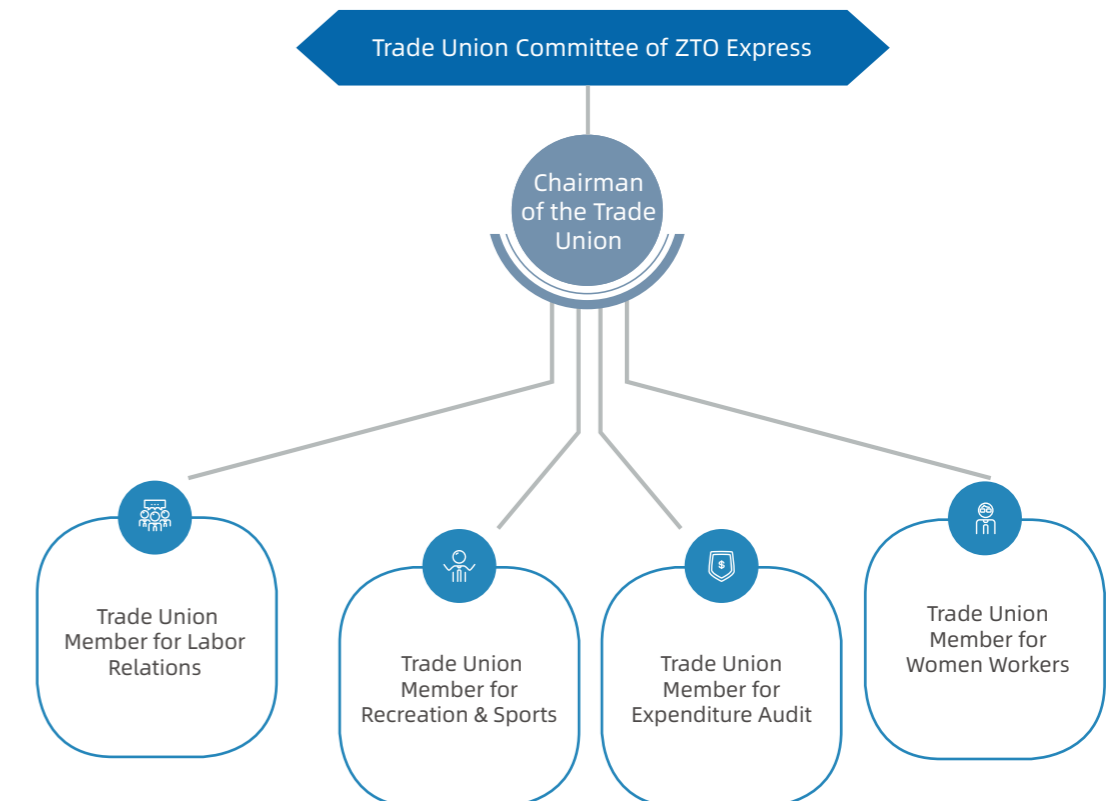 Trade Union Committee of ZTO Express
Chairman
of the Trade
Union
Trade Union
Member for Labor
Relations
Trade Union
Member for
Recreation & Sports
$
Trade Union
Member for
Expenditure Audit
Trade Union
Member for
Women Workers